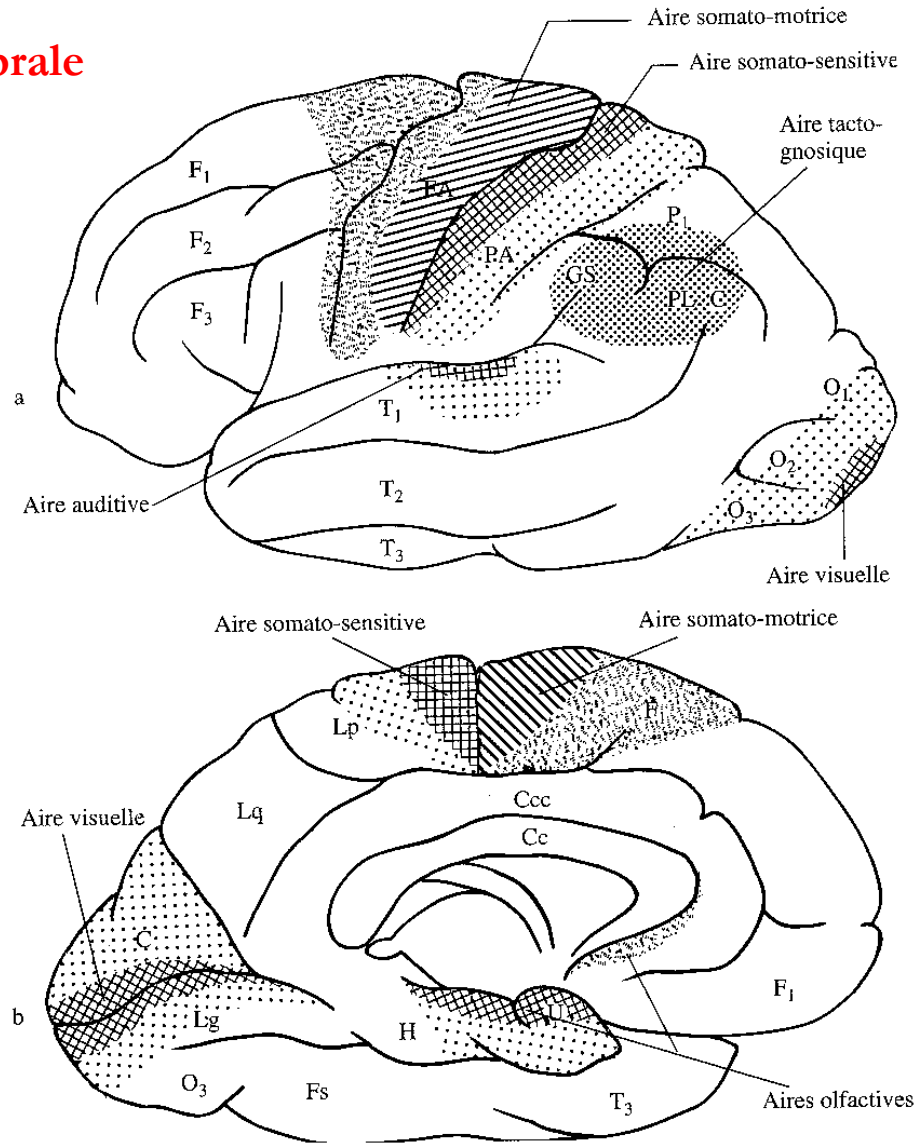 orale
Aire somato-motrice
Aire somato-sensitive
Aire tacto-
gnosique
F₁
FA
F₂
P₁
PA
GS
PL C
F₃
a
T₁
O₁
O₂
Aire auditive
T₂
O₃
T₃
Aire visuelle
Aire somato-sensitive
Aire somato-motrice
F₁
Lp
Lq
Ccc
Aire visuelle
Cc
C
F₁
b
Lg
U
H
O₃
Fs
T₃
Aires olfactives